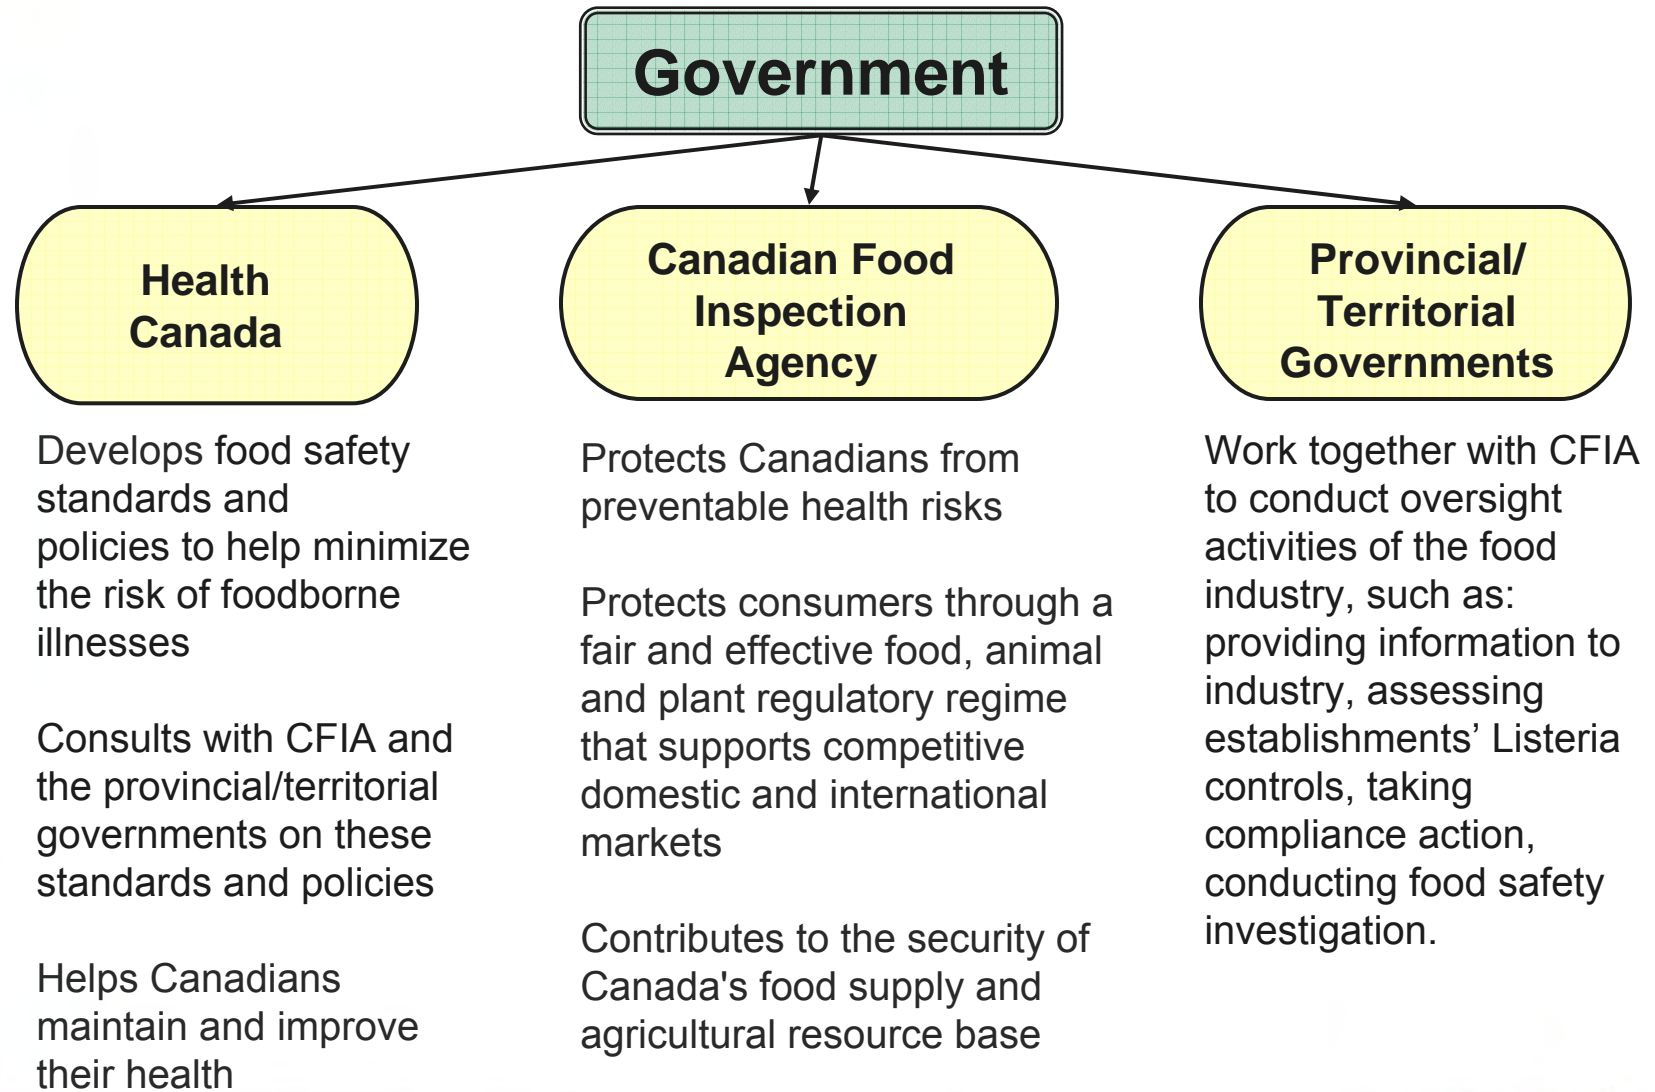 Government
Health
Canada
Canadian Food
Inspection
Agency
Provincial/
Territorial
Governments
Develops food safety
standards and
policies to help minimize
the risk of foodborne
illnesses
Consults with CFIA and
the provincial/territorial
governments on these
standards and policies
Helps Canadians
maintain and improve
their health
Protects Canadians from
preventable health risks
Protects consumers through a
fair and effective food, animal
and plant regulatory regime
that supports competitive
domestic and international
markets
Contributes to the security of
Canada's food supply and
agricultural resource base
Work together with CFIA
to conduct oversight
activities of the food
industry, such as:
providing information to
industry, assessing
establishments’ Listeria
controls, taking
compliance action,
conducting food safety
investigation.